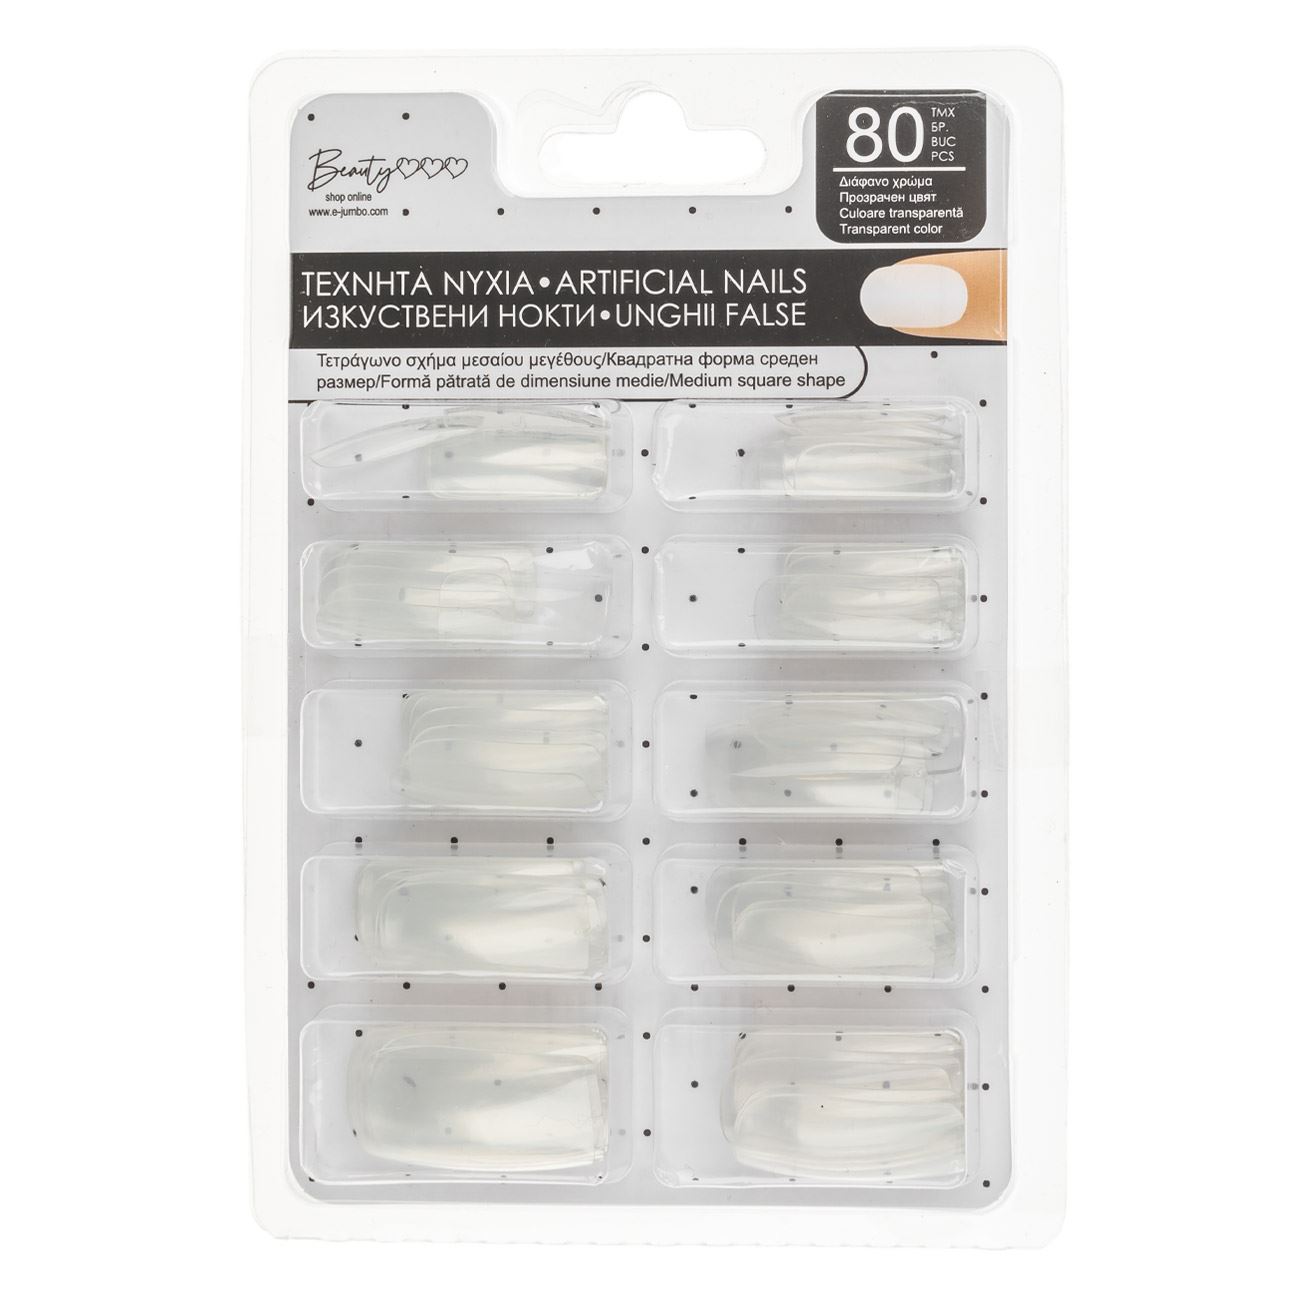 Beauty
shop online
www.e-jumbo.com
80
ΤΜΧ
БР.
BUC
PCS
Διάφανο χρώμα
Прозрачен цвят
Culoare transparentă
Transparent color
ΤΕΧΝΗΤΑ ΝΥΧΙΑ•ARTIFICIAL NAILS
ИЗКУСТВЕНИ НОКТИ•UNGHII FALSE
Τετράγωνο σχήμα μεσαίου μεγέθους/Квадратна форма среден
размер/Formă pătrată de dimensiune medie/Medium square shape